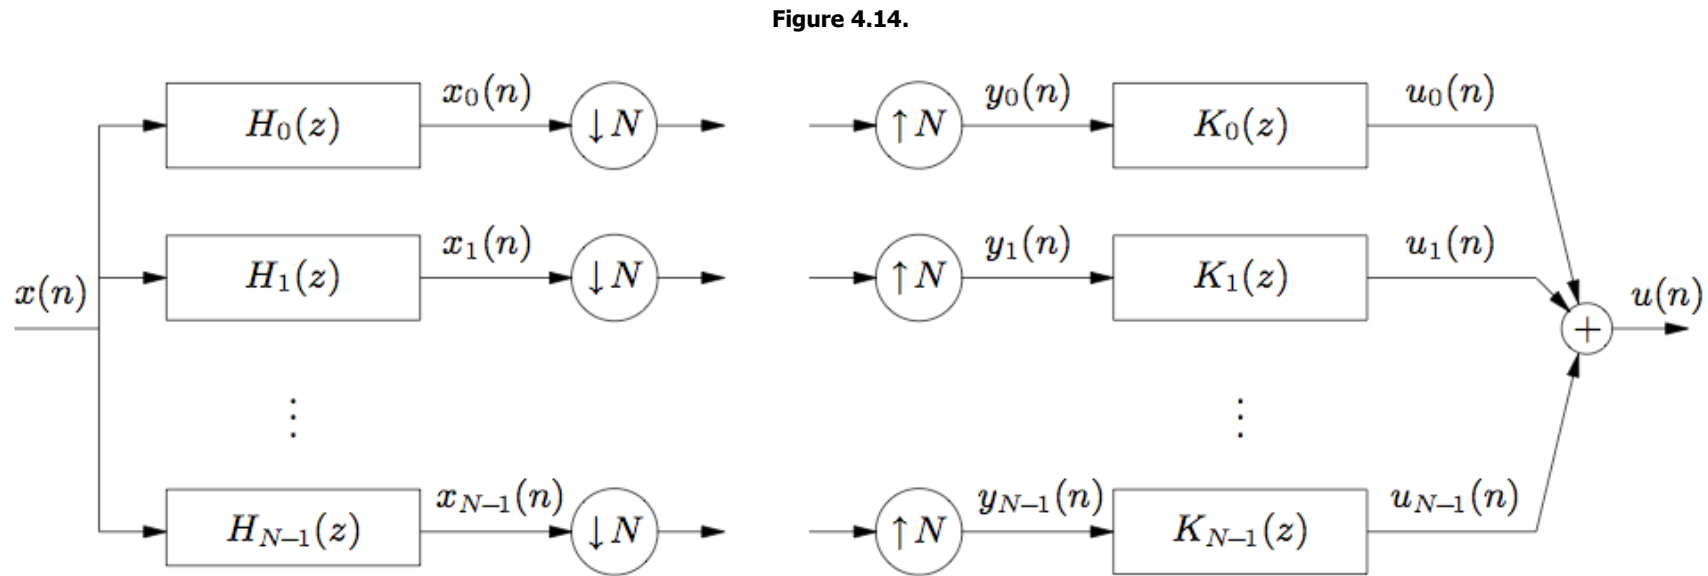 Figure 4.14.
x₀(n) y₀(n) u₀(n)
H₀(z) ↓N ↑N K₀(z)
x₁(n) y₁(n) u₁(n)
H₁(z) ↓N ↑N K₁(z)
x(n) u(n)
+
⋮ ⋮
x_{N−1}(n) y_{N−1}(n) u_{N−1}(n)
H_{N−1}(z) ↓N ↑N K_{N−1}(z)